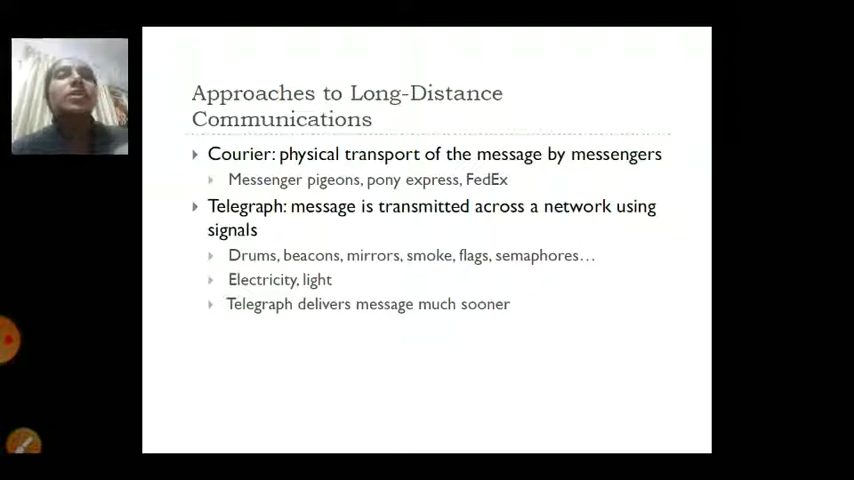 Approaches to Long-Distance
Communications
Courier: physical transport of the message by messengers
Messenger pigeons, pony express, FedEx
Telegraph: message is transmitted across a network using
signals
Drums, beacons, mirrors, smoke, flags, semaphores…
Electricity, light
Telegraph delivers message much sooner